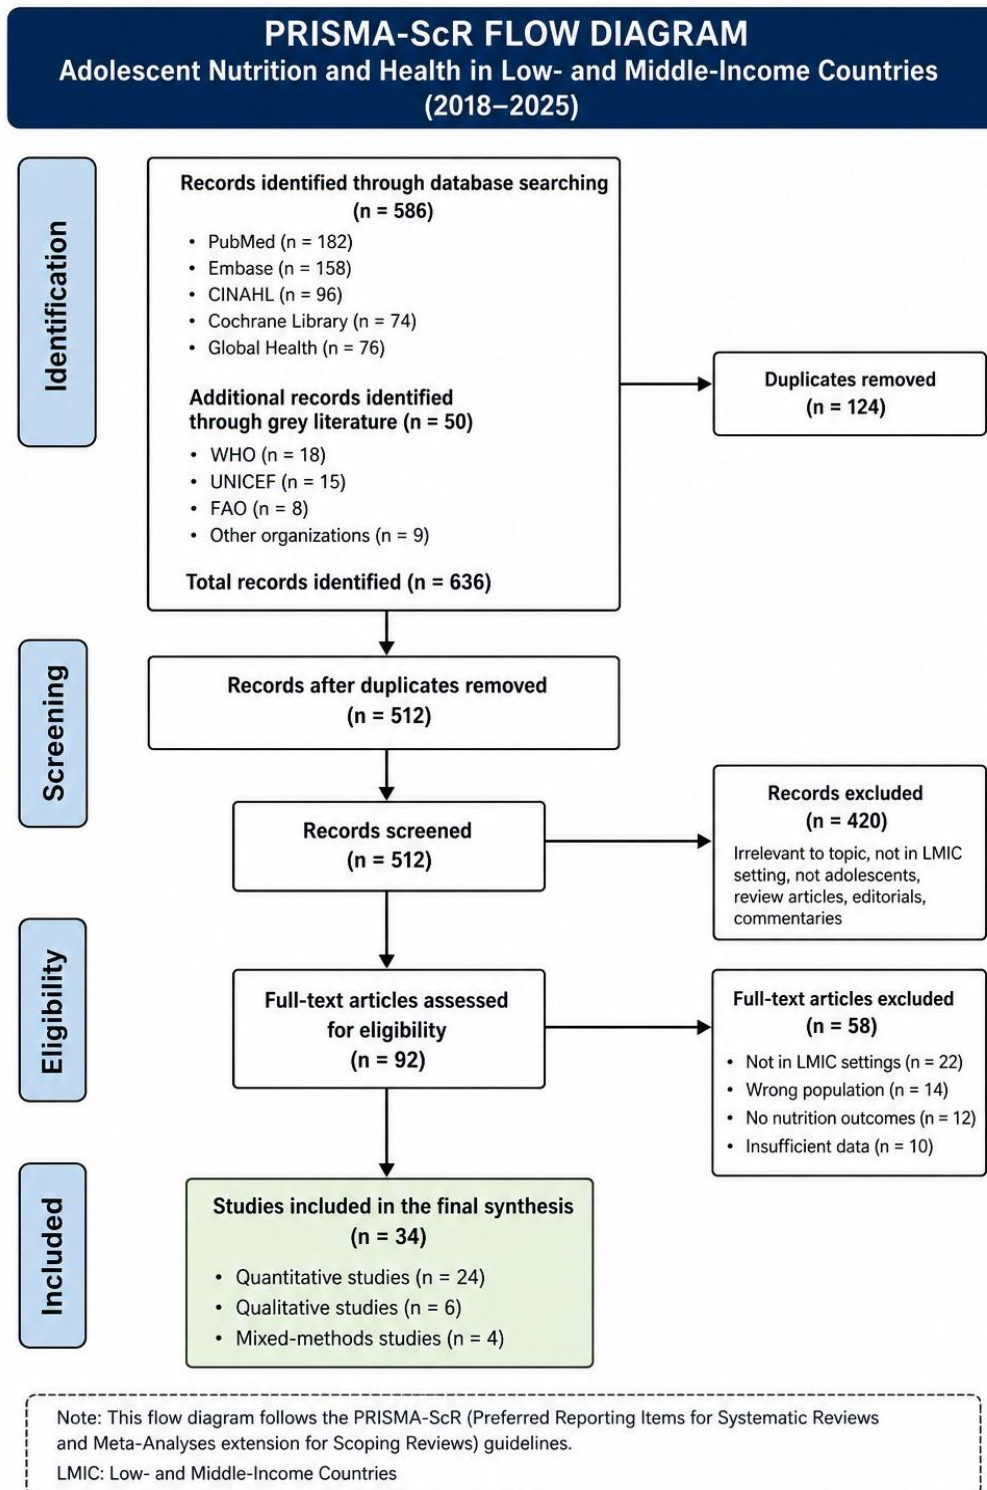 PRISMA-ScR FLOW DIAGRAM
Adolescent Nutrition and Health in Low- and Middle-Income Countries
(2018–2025)
Identification
Records identified through database searching
(n = 586)
• PubMed (n = 182)
• Embase (n = 158)
• CINAHL (n = 96)
• Cochrane Library (n = 74)
• Global Health (n = 76)
Additional records identified
through grey literature (n = 50)
• WHO (n = 18)
• UNICEF (n = 15)
• FAO (n = 8)
• Other organizations (n = 9)
Total records identified (n = 636)
Duplicates removed
(n = 124)
Screening
Records after duplicates removed
(n = 512)
Records screened
(n = 512)
Records excluded
(n = 420)
Irrelevant to topic, not in LMIC
setting, not adolescents,
review articles, editorials,
commentaries
Eligibility
Full-text articles assessed
for eligibility
(n = 92)
Full-text articles excluded
(n = 58)
• Not in LMIC settings (n = 22)
• Wrong population (n = 14)
• No nutrition outcomes (n = 12)
• Insufficient data (n = 10)
Included
Studies included in the final synthesis
(n = 34)
• Quantitative studies (n = 24)
• Qualitative studies (n = 6)
• Mixed-methods studies (n = 4)
Note: This flow diagram follows the PRISMA-ScR (Preferred Reporting Items for Systematic Reviews
and Meta-Analyses extension for Scoping Reviews) guidelines.
LMIC: Low- and Middle-Income Countries